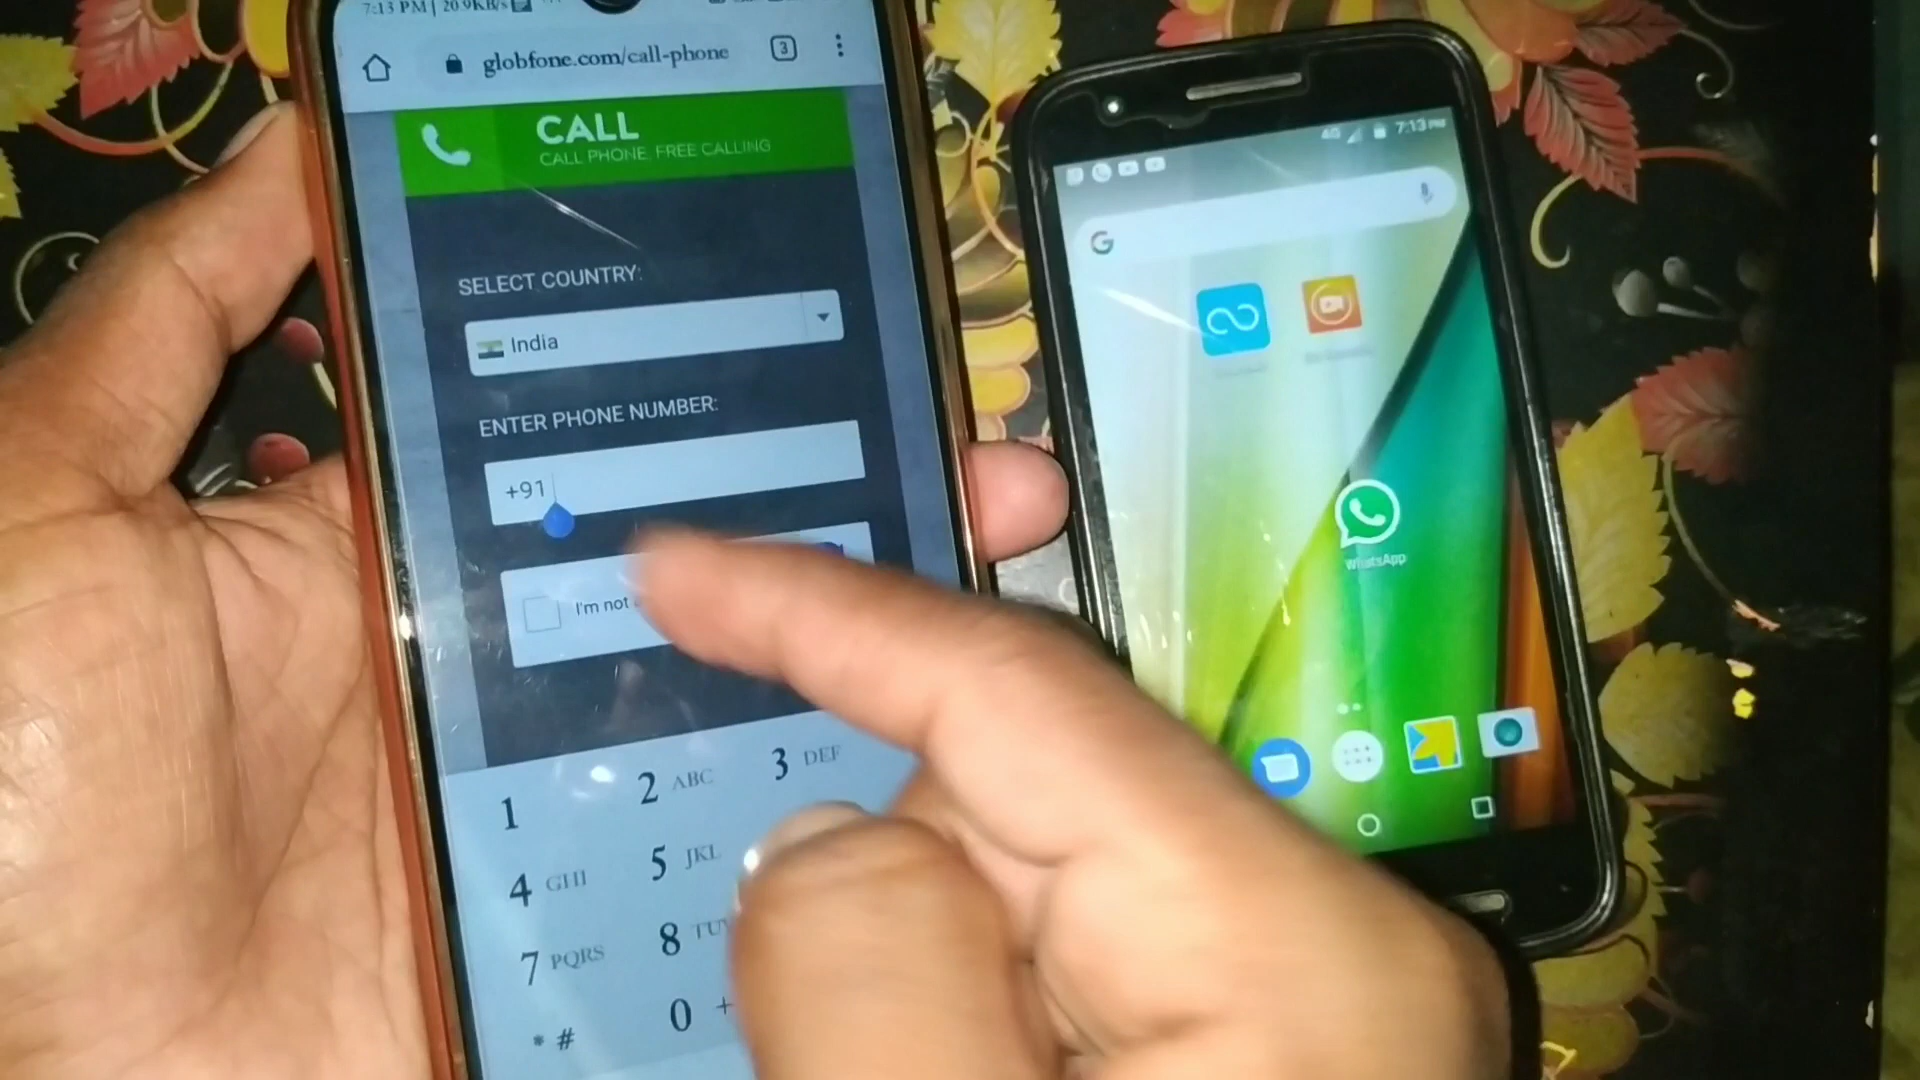 7:13 PM | 20.9KB/s
globfone.com/call-phone
3
CALL
CALL PHONE, FREE CALLING
SELECT COUNTRY:
India
ENTER PHONE NUMBER:
+91
I'm not
1
2 ABC
3 DEF
4 GHI
5 JKL
7 PQRS
8 TUV
0 +
* #
4G 7:13 PM
G
WhatsApp